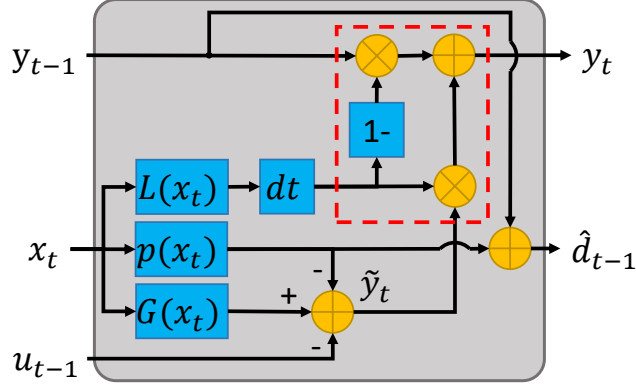 y_{t-1}
y_t
1-
L(x_t) dt
x_t
p(x_t)
-
ỹ_t
d̂_{t-1}
+
G(x_t)
-
u_{t-1}